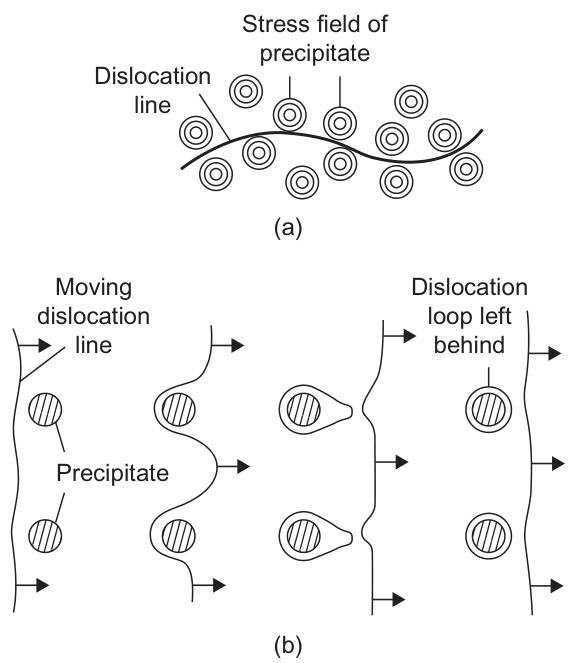 Stress field of
precipitate
Dislocation
line
(a)
Moving
dislocation
line
Dislocation
loop left
behind
Precipitate
(b)